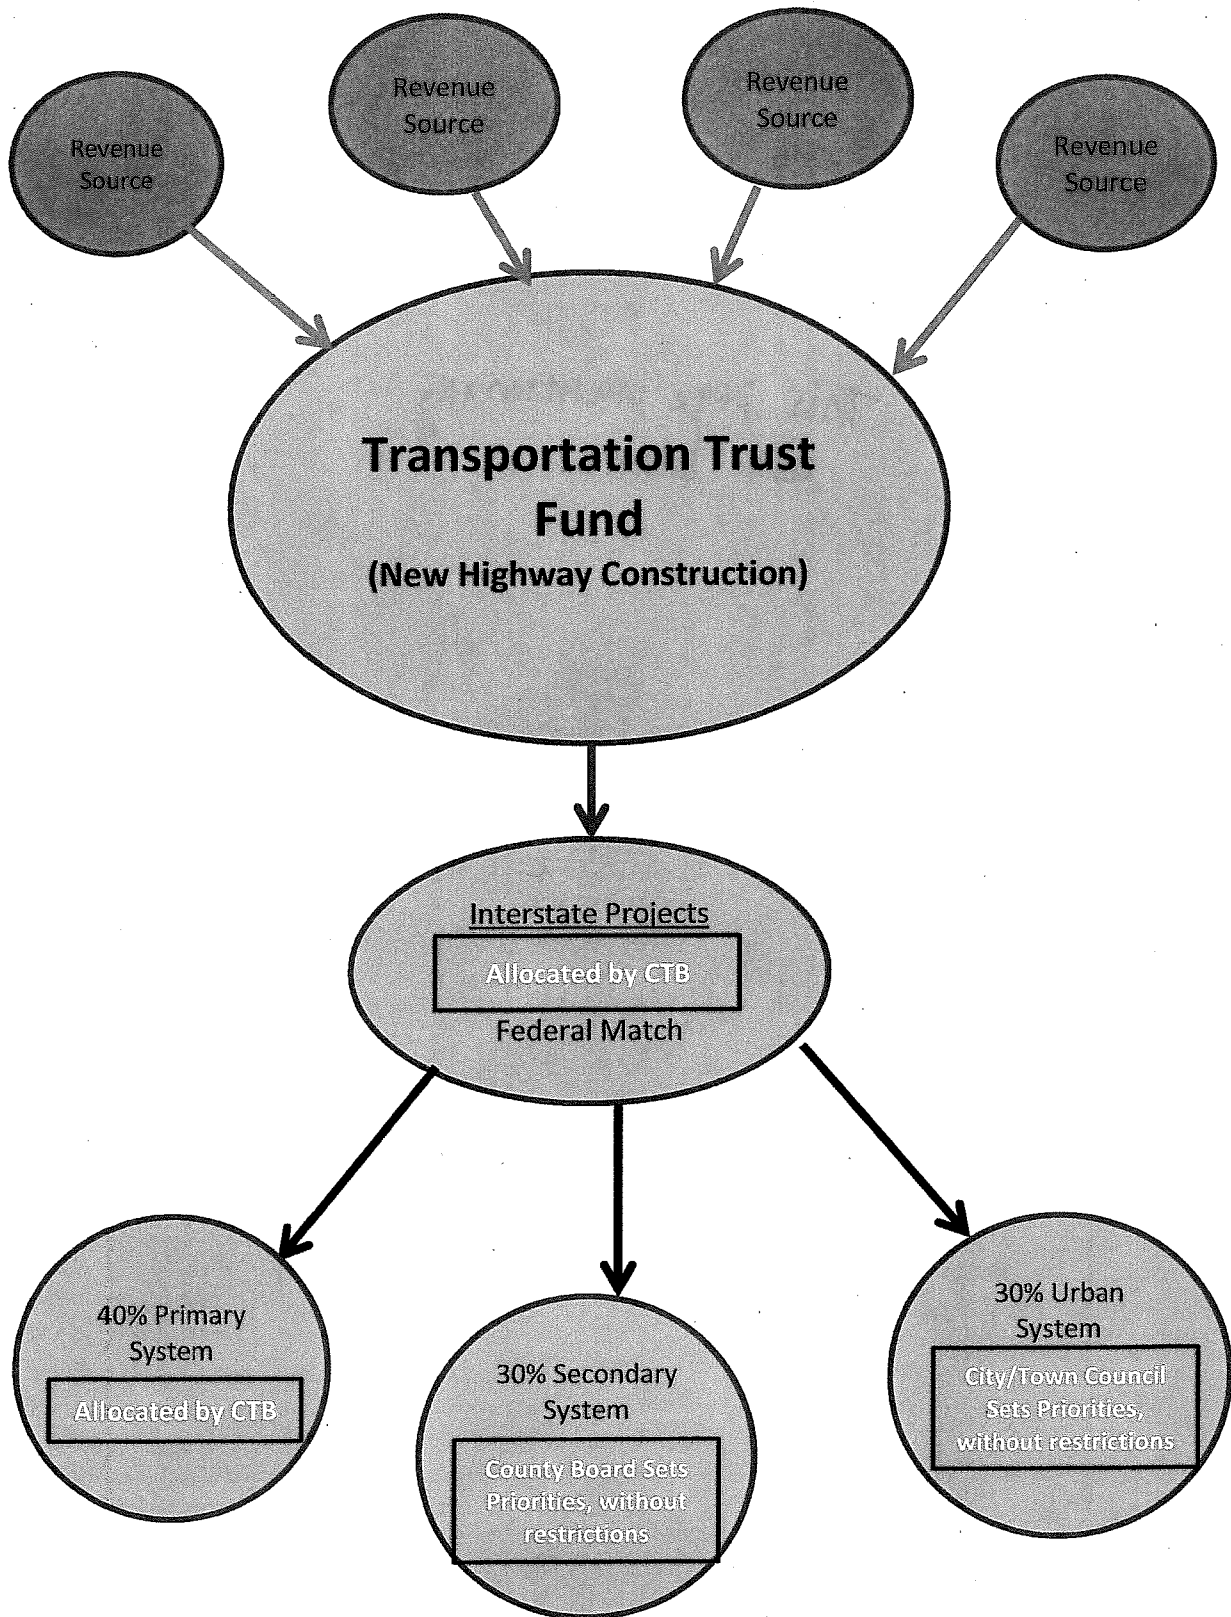 Revenue
Source
Revenue
Source
Revenue
Source
Revenue
Source
Transportation Trust
Fund
(New Highway Construction)
Interstate Projects
Allocated by CTB
Federal Match
40% Primary
System
Allocated by CTB
30% Secondary
System
County Board Sets
Priorities, without
restrictions
30% Urban
System
City/Town Council
Sets Priorities,
without restrictions